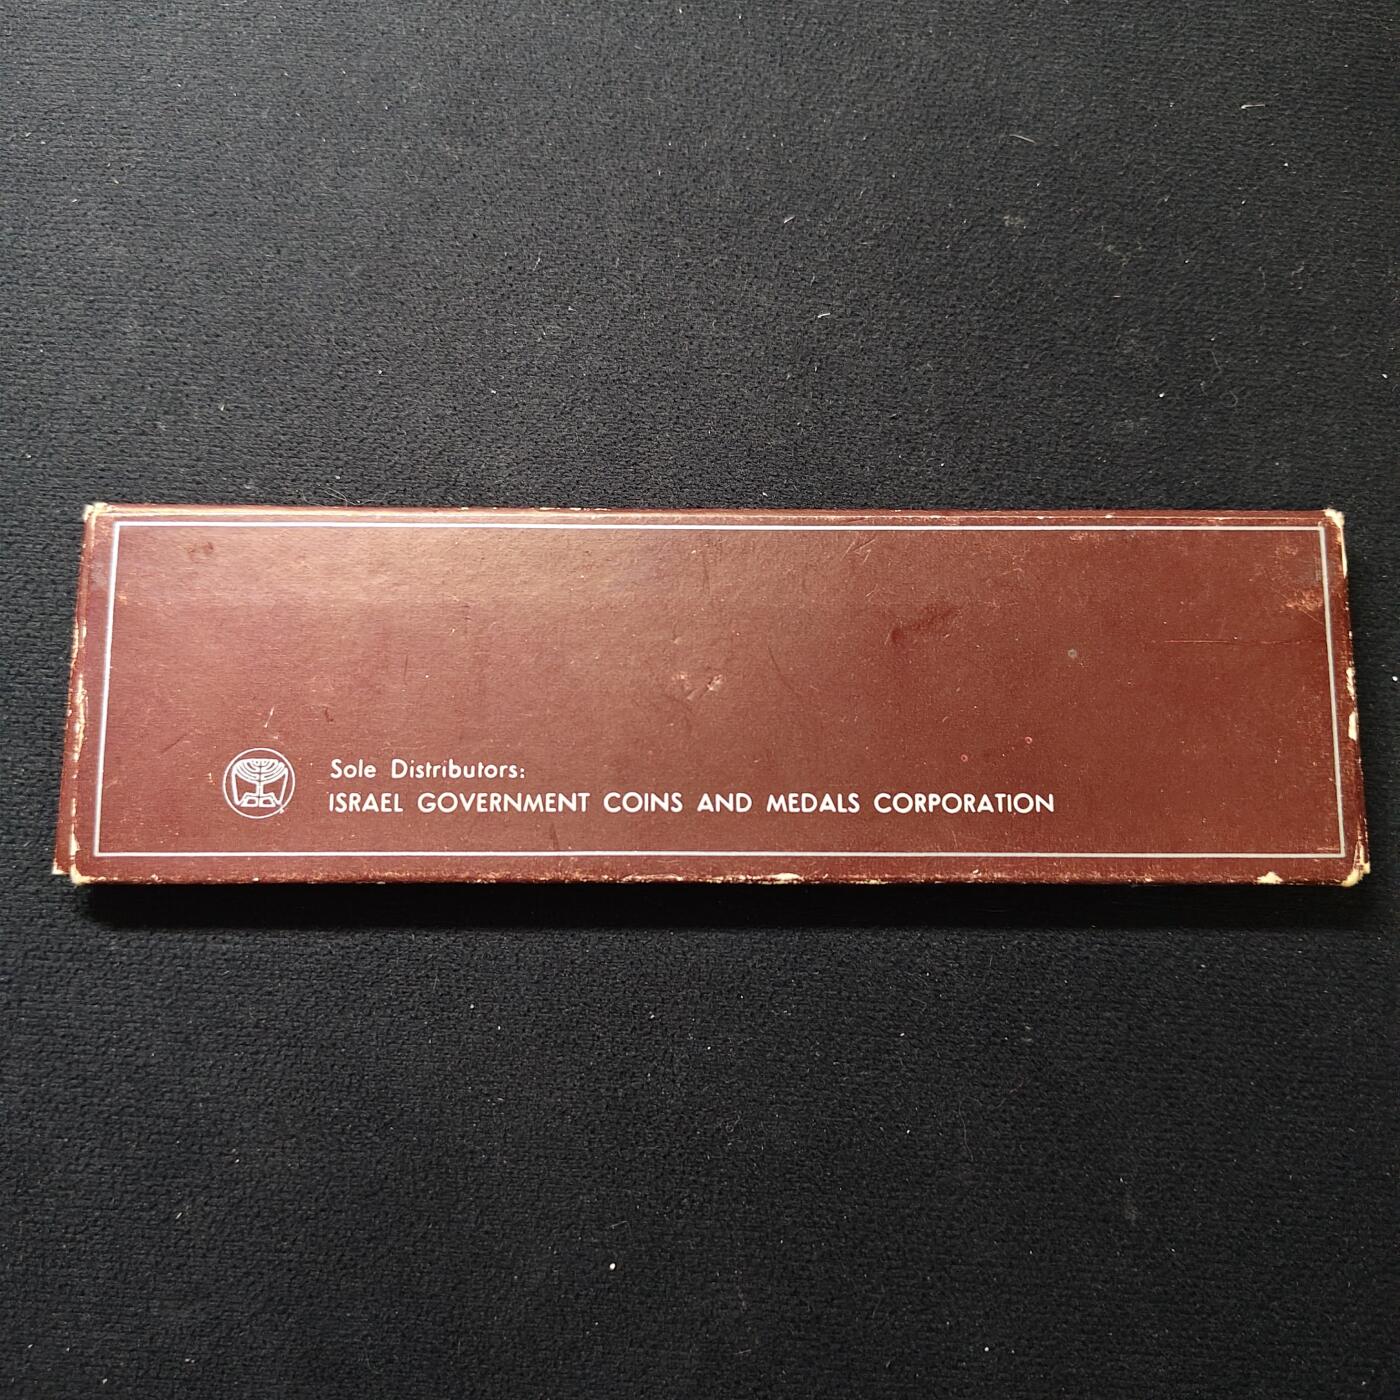 Sole Distributors:
ISRAEL GOVERNMENT COINS AND MEDALS CORPORATION